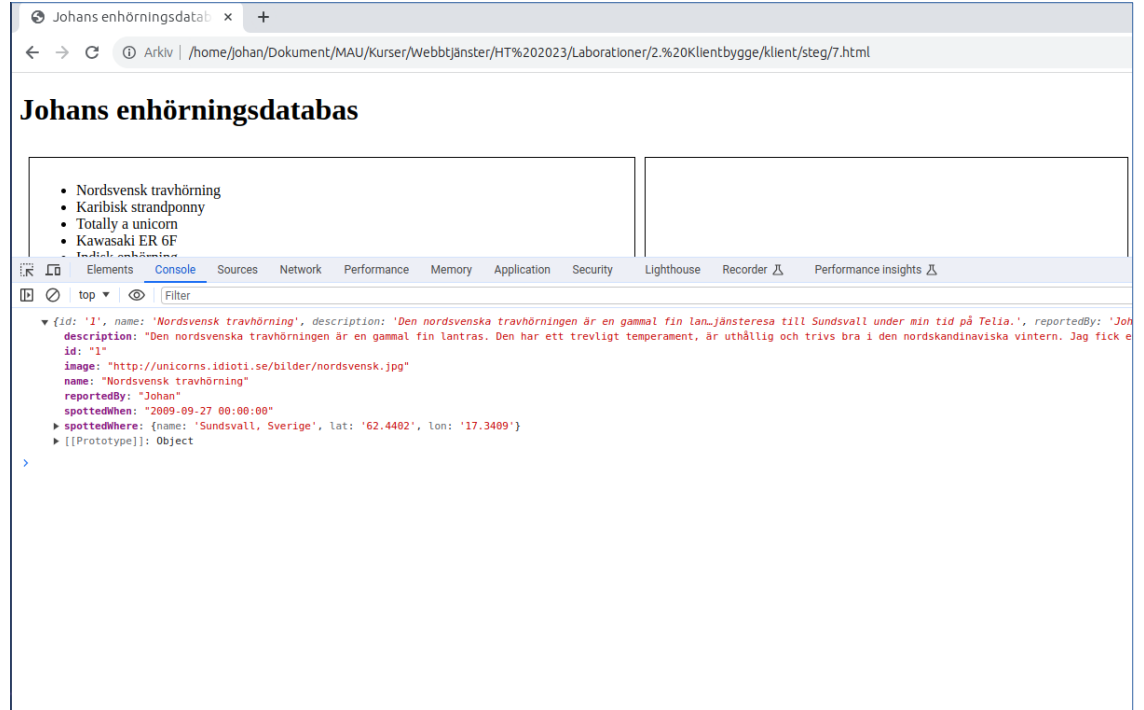 Johans enhörningsdatab
Arkiv | /home/johan/Dokument/MAU/Kurser/Webbtjänster/HT%202023/Laborationer/2.%20Klientbygge/klient/steg/7.html
Johans enhörningsdatabas
• Nordsvensk travhörning
• Karibisk strandponny
• Totally a unicorn
• Kawasaki ER 6F
• Indisk enhörning
Elements Console Sources Network Performance Memory Application Security Lighthouse Recorder Performance insights
top Filter
{id: '1', name: 'Nordsvensk travhörning', description: 'Den nordsvenska travhörningen är en gammal fin lan…jänsteresa till Sundsvall under min tid på Telia.', reportedBy: 'Joh
description: "Den nordsvenska travhörningen är en gammal fin lantras. Den har ett trevligt temperament, är uthållig och trivs bra i den nordskandinaviska vintern. Jag fick e
id: "1"
image: "http://unicorns.idioti.se/bilder/nordsvensk.jpg"
name: "Nordsvensk travhörning"
reportedBy: "Johan"
spottedWhen: "2009-09-27 00:00:00"
spottedWhere: {name: 'Sundsvall, Sverige', lat: '62.4402', lon: '17.3409'}
[[Prototype]]: Object